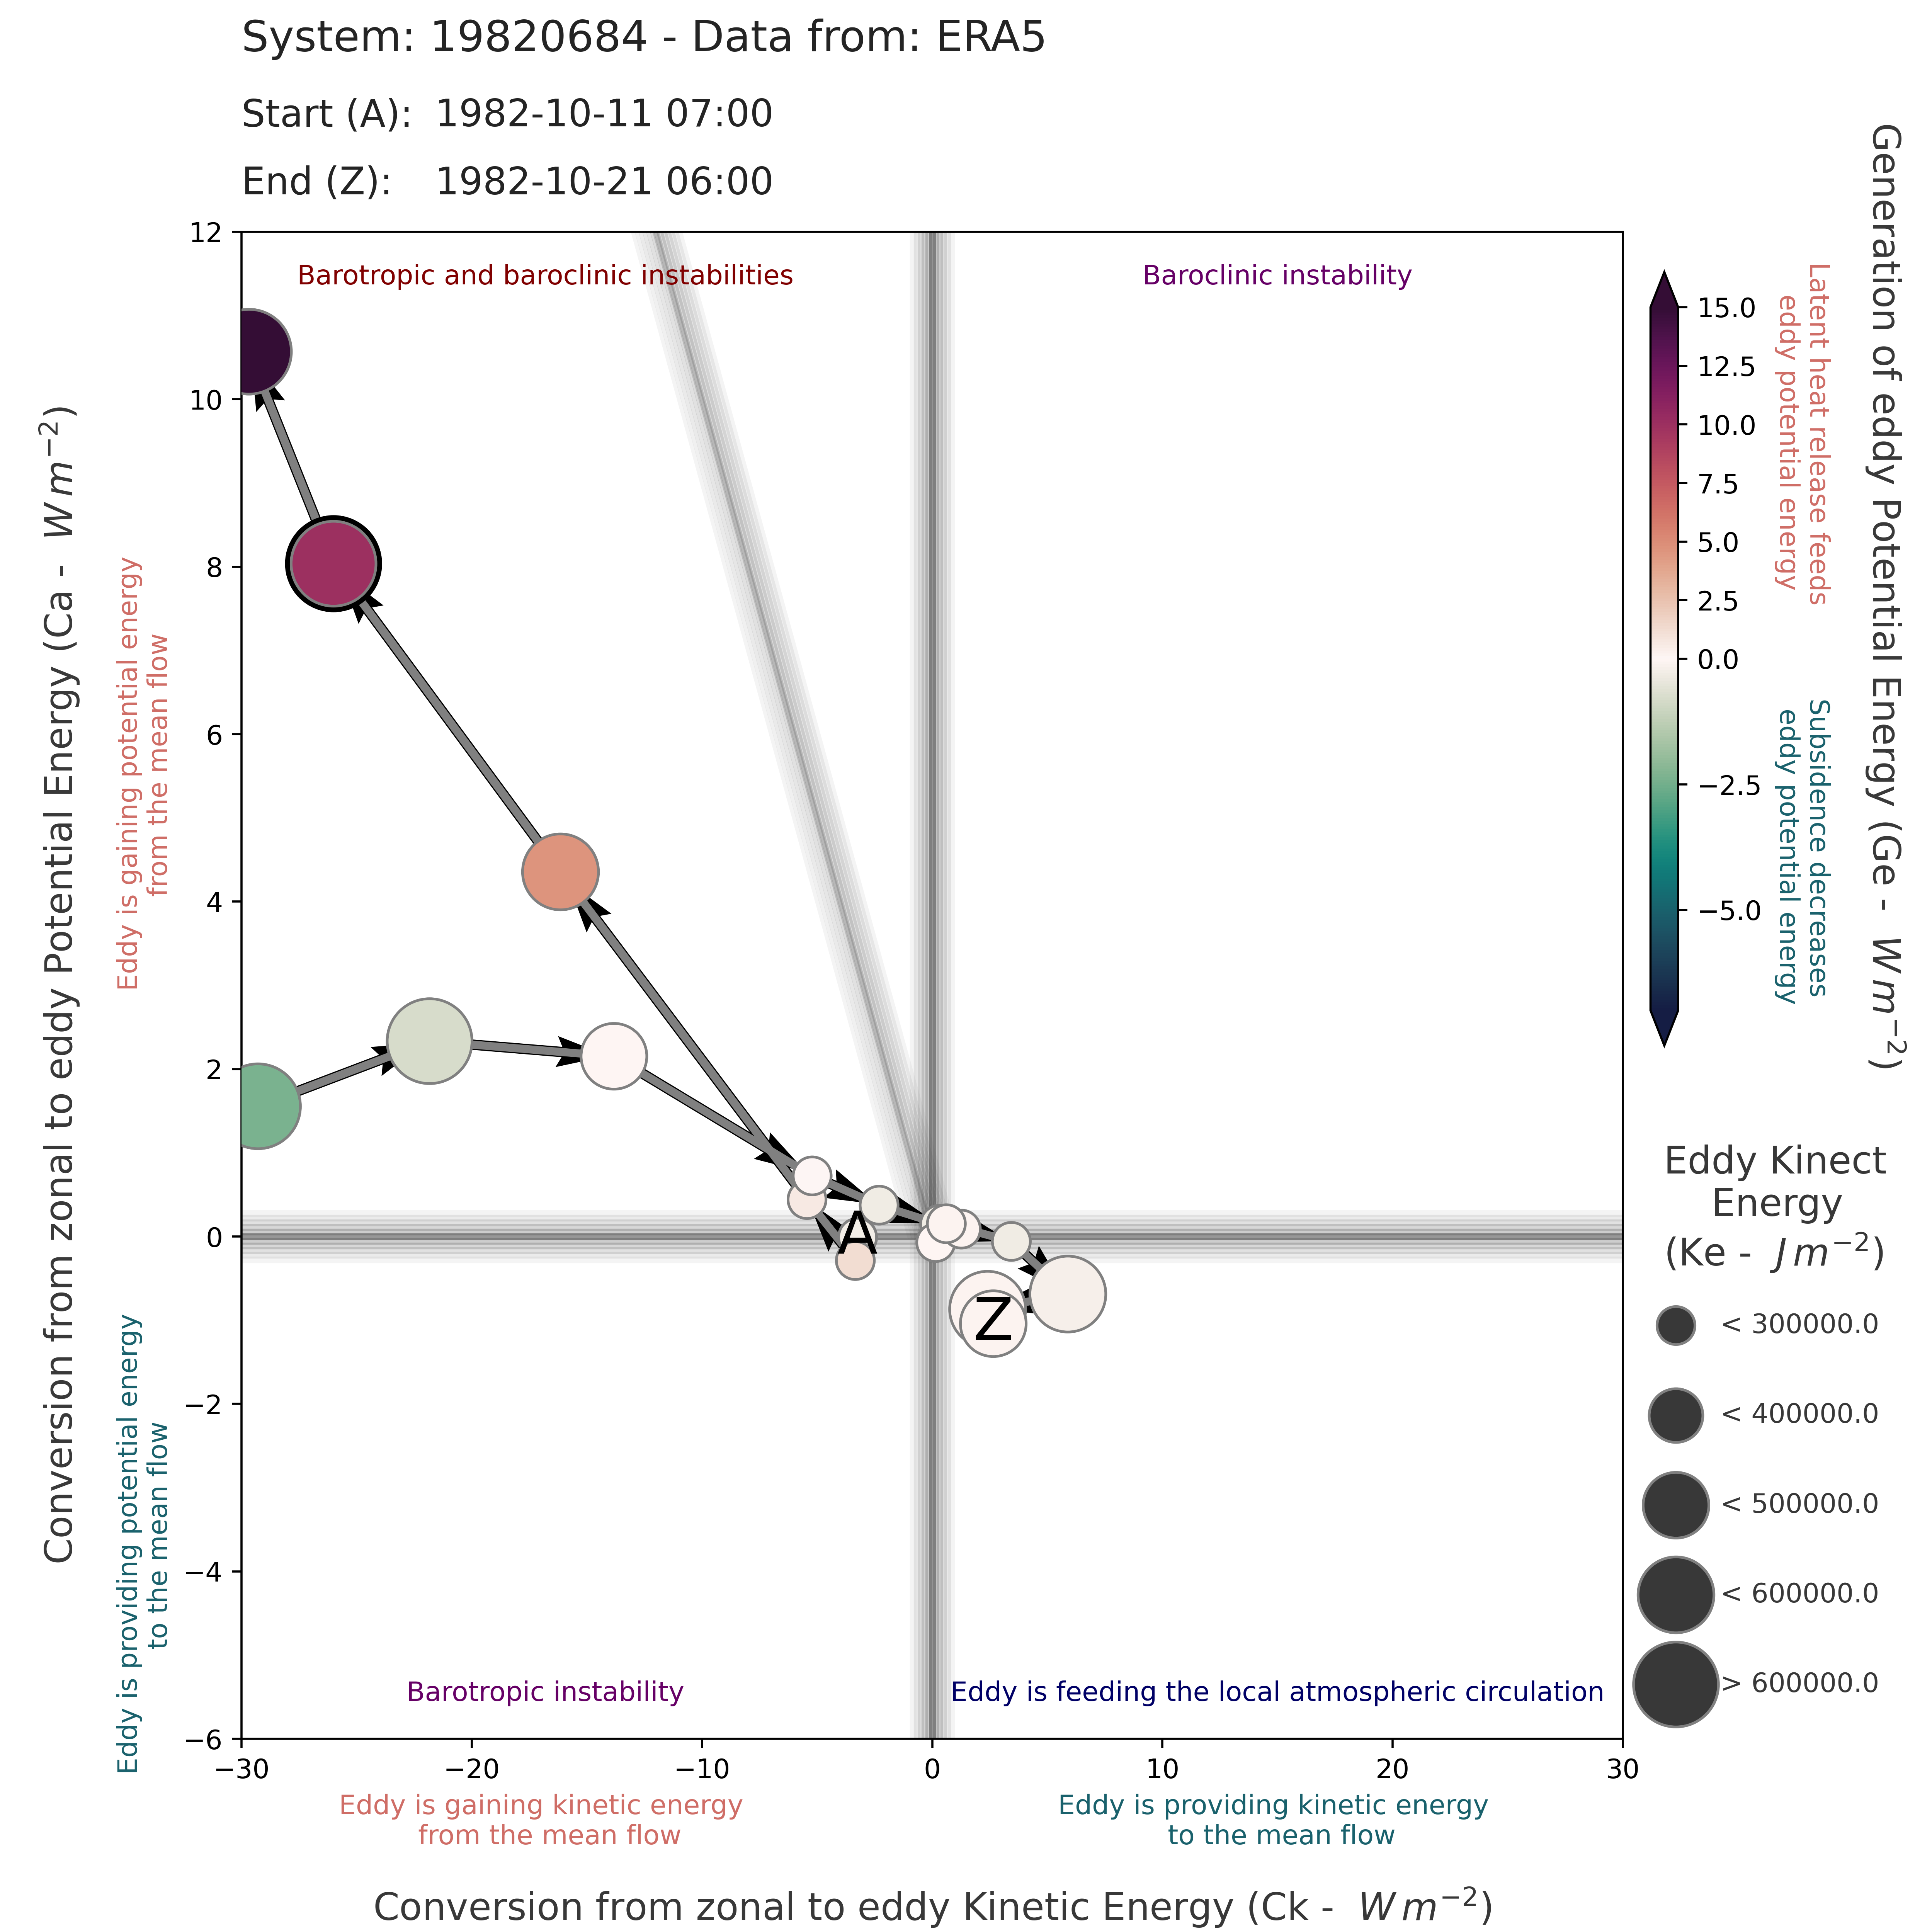 System: 19820684 - Data from: ERA5
Start (A): 1982-10-11 07:00
End (Z): 1982-10-21 06:00
Barotropic and baroclinic instabilities
Baroclinic instability
Barotropic instability
Eddy is feeding the local atmospheric circulation
A
Z
12
10
8
6
4
2
0
−2
−4
−6
−30
−20
−10
0
10
20
30
Conversion from zonal to eddy Potential Energy (Ca - W m⁻²)
Eddy is gaining potential energy
from the mean flow
Eddy is providing potential energy
to the mean flow
Eddy is gaining kinetic energy
from the mean flow
Eddy is providing kinetic energy
to the mean flow
Conversion from zonal to eddy Kinetic Energy (Ck - W m⁻²)
15.0
12.5
10.0
7.5
5.0
2.5
0.0
−2.5
−5.0
Latent heat release feeds
eddy potential energy
Subsidence decreases
eddy potential energy
Generation of eddy Potential Energy (Ge - W m⁻²)
Eddy Kinect
Energy
(Ke - J m⁻²)
< 300000.0
< 400000.0
< 500000.0
< 600000.0
> 600000.0